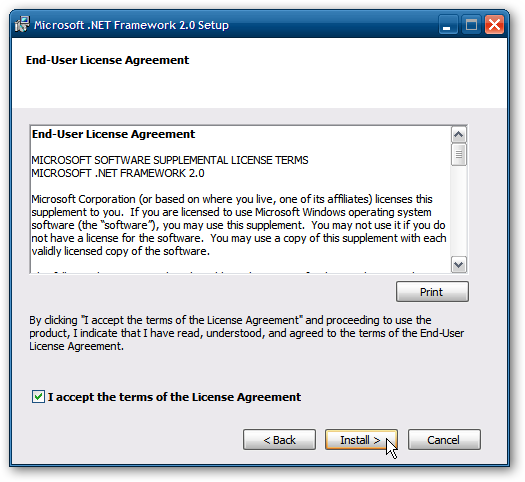 Microsoft .NET Framework 2.0 Setup
End-User License Agreement
End-User License Agreement
MICROSOFT SOFTWARE SUPPLEMENTAL LICENSE TERMS
MICROSOFT .NET FRAMEWORK 2.0
Microsoft Corporation (or based on where you live, one of its affiliates) licenses this
supplement to you.  If you are licensed to use Microsoft Windows operating system
software (the “software”), you may use this supplement.  You may not use it if you do
not have a license for the software.  You may use a copy of this supplement with each
validly licensed copy of the software.
Print
By clicking "I accept the terms of the License Agreement" and proceeding to use the
product, I indicate that I have read, understood, and agreed to the terms of the End-User
License Agreement.
I accept the terms of the License Agreement
< Back
Install >
Cancel